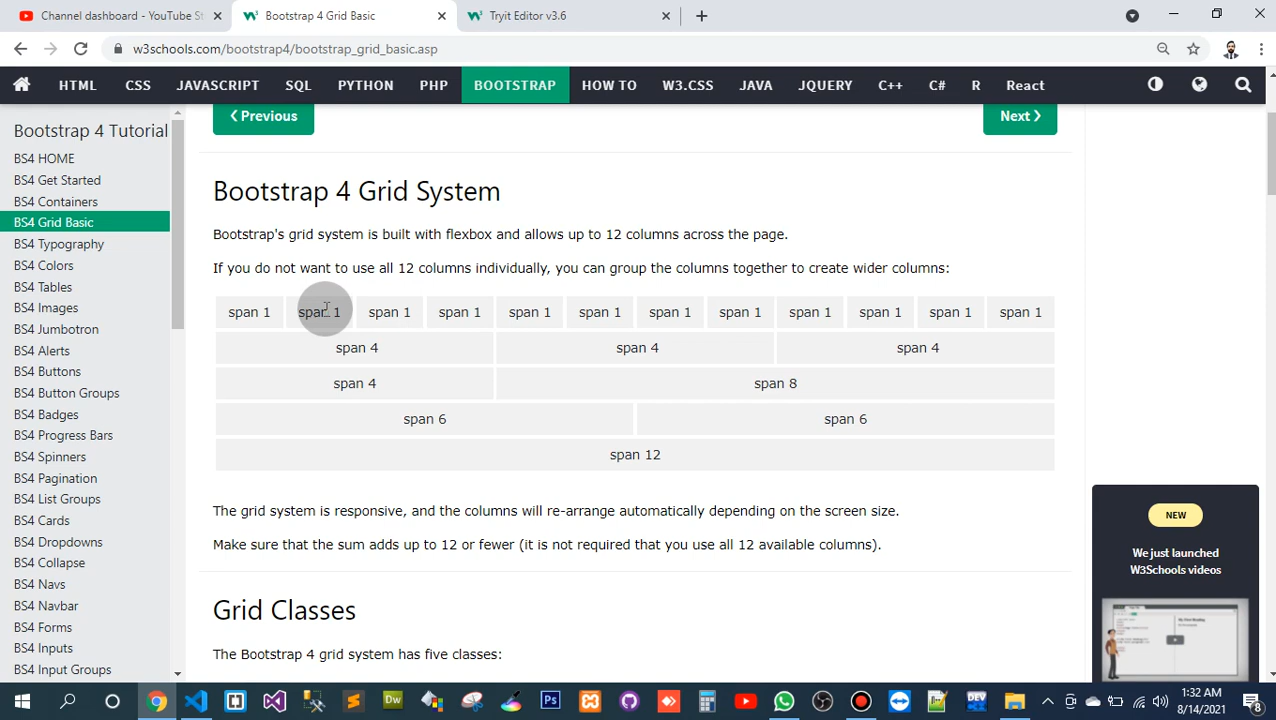 Channel dashboard - YouTube St
Bootstrap 4 Grid Basic
Tryit Editor v3.6
w3schools.com/bootstrap4/bootstrap_grid_basic.asp
HTML CSS JAVASCRIPT SQL PYTHON PHP BOOTSTRAP HOW TO W3.CSS JAVA JQUERY C++ C# R React
Bootstrap 4 Tutorial
BS4 HOME
BS4 Get Started
BS4 Containers
BS4 Grid Basic
BS4 Typography
BS4 Colors
BS4 Tables
BS4 Images
BS4 Jumbotron
BS4 Alerts
BS4 Buttons
BS4 Button Groups
BS4 Badges
BS4 Progress Bars
BS4 Spinners
BS4 Pagination
BS4 List Groups
BS4 Cards
BS4 Dropdowns
BS4 Collapse
BS4 Navs
BS4 Navbar
BS4 Forms
BS4 Inputs
BS4 Input Groups
❮ Previous
Next ❯
Bootstrap 4 Grid System
Bootstrap's grid system is built with flexbox and allows up to 12 columns across the page.
If you do not want to use all 12 columns individually, you can group the columns together to create wider columns:
span 1 span 1 span 1 span 1 span 1 span 1 span 1 span 1 span 1 span 1 span 1 span 1
span 4 span 4 span 4
span 4 span 8
span 6 span 6
span 12
The grid system is responsive, and the columns will re-arrange automatically depending on the screen size.
Make sure that the sum adds up to 12 or fewer (it is not required that you use all 12 available columns).
Grid Classes
The Bootstrap 4 grid system has five classes:
NEW
We just launched
W3Schools videos
1:32 AM
8/14/2021